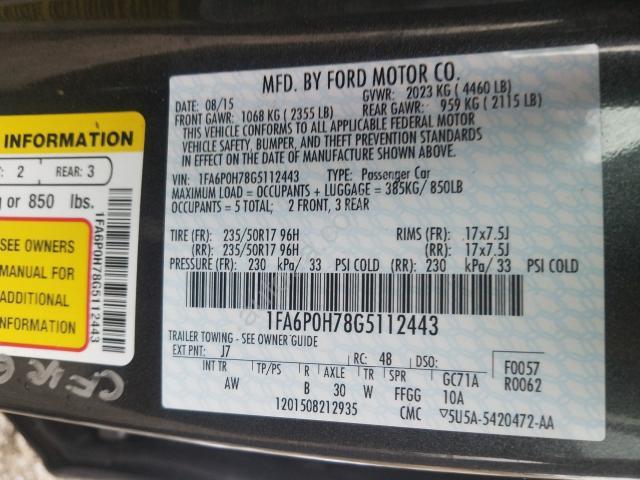 MFD. BY FORD MOTOR CO.
DATE: 08/15
GVWR: 2023 KG ( 4460 LB)
FRONT GAWR: 1068 KG ( 2355 LB)
REAR GAWR: 959 KG ( 2115 LB)
THIS VEHICLE CONFORMS TO ALL APPLICABLE FEDERAL MOTOR
VEHICLE SAFETY, BUMPER, AND THEFT PREVENTION STANDARDS
IN EFFECT ON THE DATE OF MANUFACTURE SHOWN ABOVE.
VIN: 1FA6P0H78G5112443 TYPE: Passenger Car
MAXIMUM LOAD = OCCUPANTS + LUGGAGE = 385KG/ 850LB
OCCUPANTS = 5 TOTAL; 2 FRONT, 3 REAR
TIRE (FR): 235/50R17 96H RIMS (FR): 17x7.5J
(RR): 235/50R17 96H (RR): 17x7.5J
PRESSURE (FR): 230 kPa/ 33 PSI COLD (RR): 230 kPa/ 33 PSI COLD
1FA6P0H78G5112443
TRAILER TOWING - SEE OWNER GUIDE
EXT PNT: J7 RC: 48 DSO: F0057
INT TR TP/PS R AXLE TR SPR GC71A R0062
AW B 30 W FFGG 10A
1201508212935 CMC 5U5A-5420472-AA
INFORMATION
2 REAR: 3
or 850 lbs.
SEE OWNERS
MANUAL FOR
ADDITIONAL
INFORMATION
1FA6P0H78G5112443